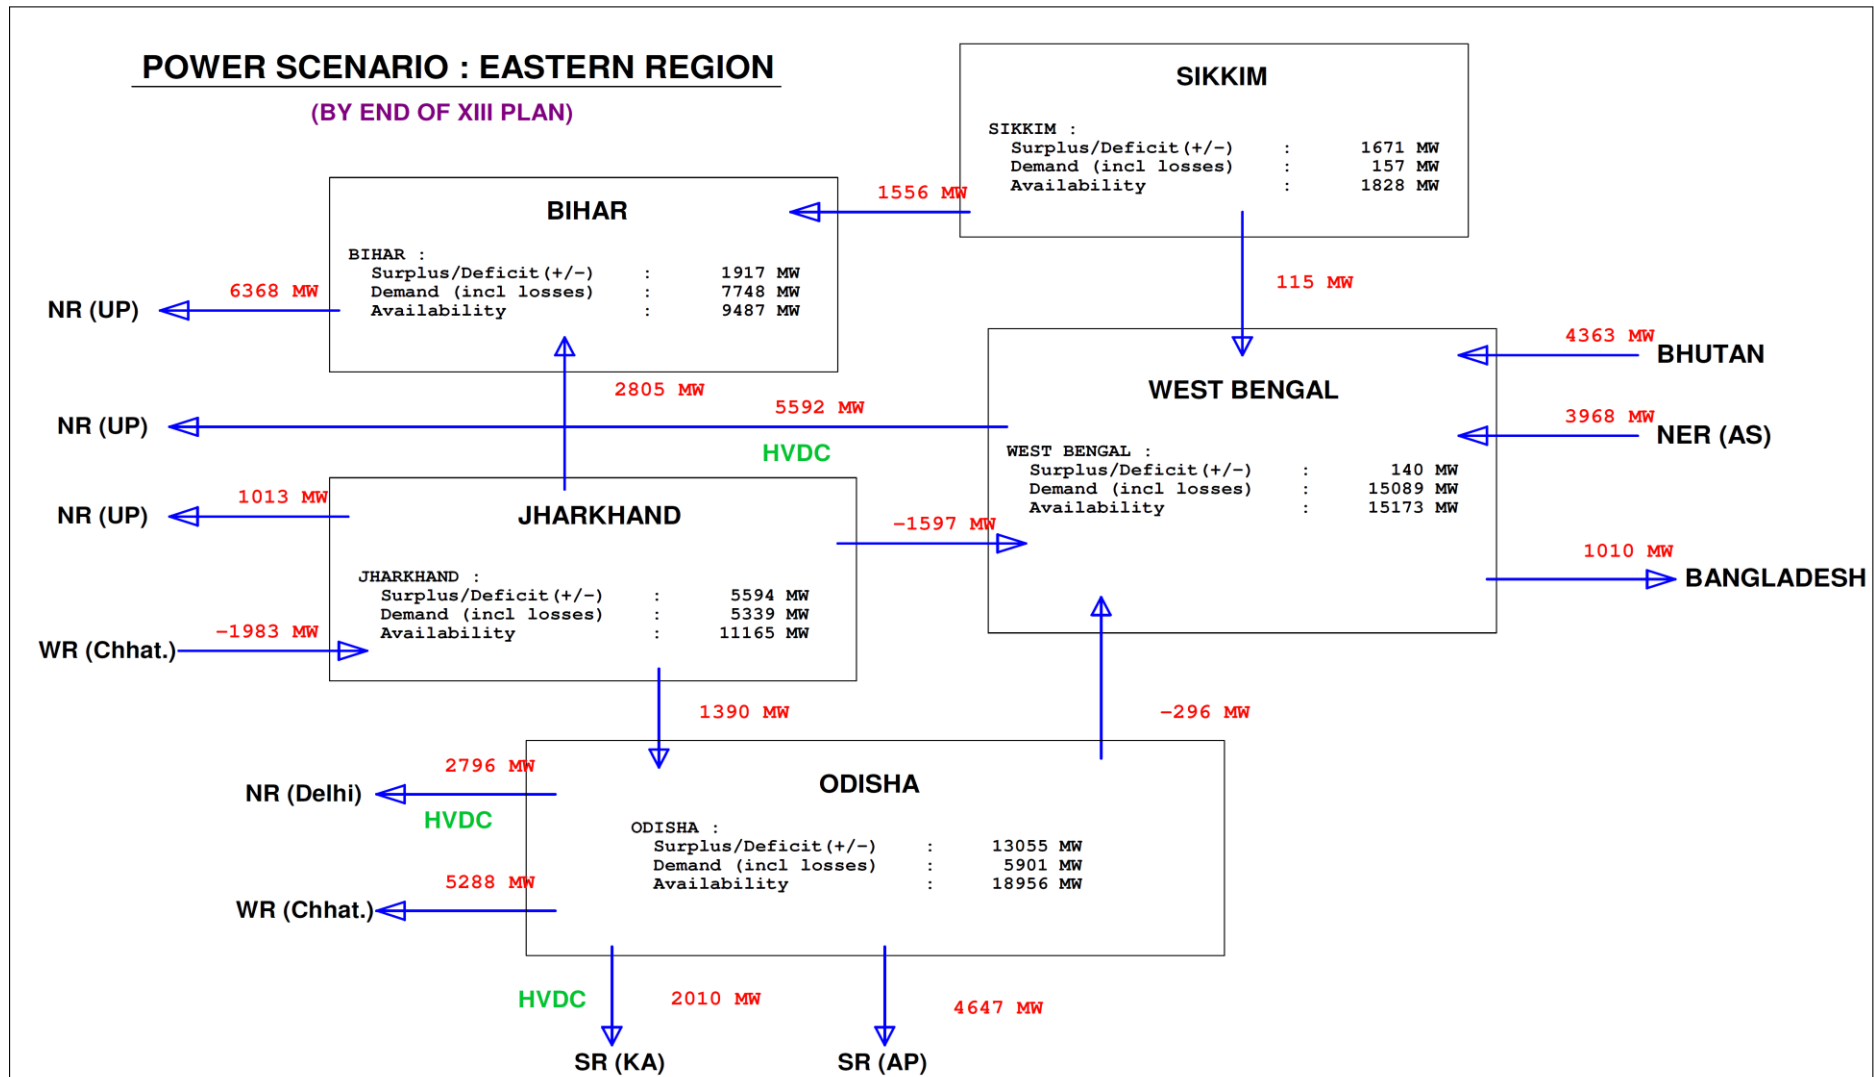 POWER SCENARIO : EASTERN REGION
(BY END OF XIII PLAN)
SIKKIM
SIKKIM :
Surplus/Deficit(+/-) : 1671 MW
Demand (incl losses) : 157 MW
Availability : 1828 MW
1556 MW
115 MW
BIHAR
BIHAR :
Surplus/Deficit(+/-) : 1917 MW
Demand (incl losses) : 7748 MW
Availability : 9487 MW
6368 MW
NR (UP)
2805 MW
5592 MW
NR (UP)
HVDC
WEST BENGAL
WEST BENGAL :
Surplus/Deficit(+/-) : 140 MW
Demand (incl losses) : 15089 MW
Availability : 15173 MW
4363 MW
BHUTAN
3968 MW
NER (AS)
1010 MW
BANGLADESH
1013 MW
NR (UP)
JHARKHAND
JHARKHAND :
Surplus/Deficit(+/-) : 5594 MW
Demand (incl losses) : 5339 MW
Availability : 11165 MW
-1597 MW
-1983 MW
WR (Chhat.)
1390 MW
-296 MW
ODISHA
ODISHA :
Surplus/Deficit(+/-) : 13055 MW
Demand (incl losses) : 5901 MW
Availability : 18956 MW
2796 MW
NR (Delhi)
HVDC
5288 MW
WR (Chhat.)
HVDC
2010 MW
4647 MW
SR (KA)
SR (AP)